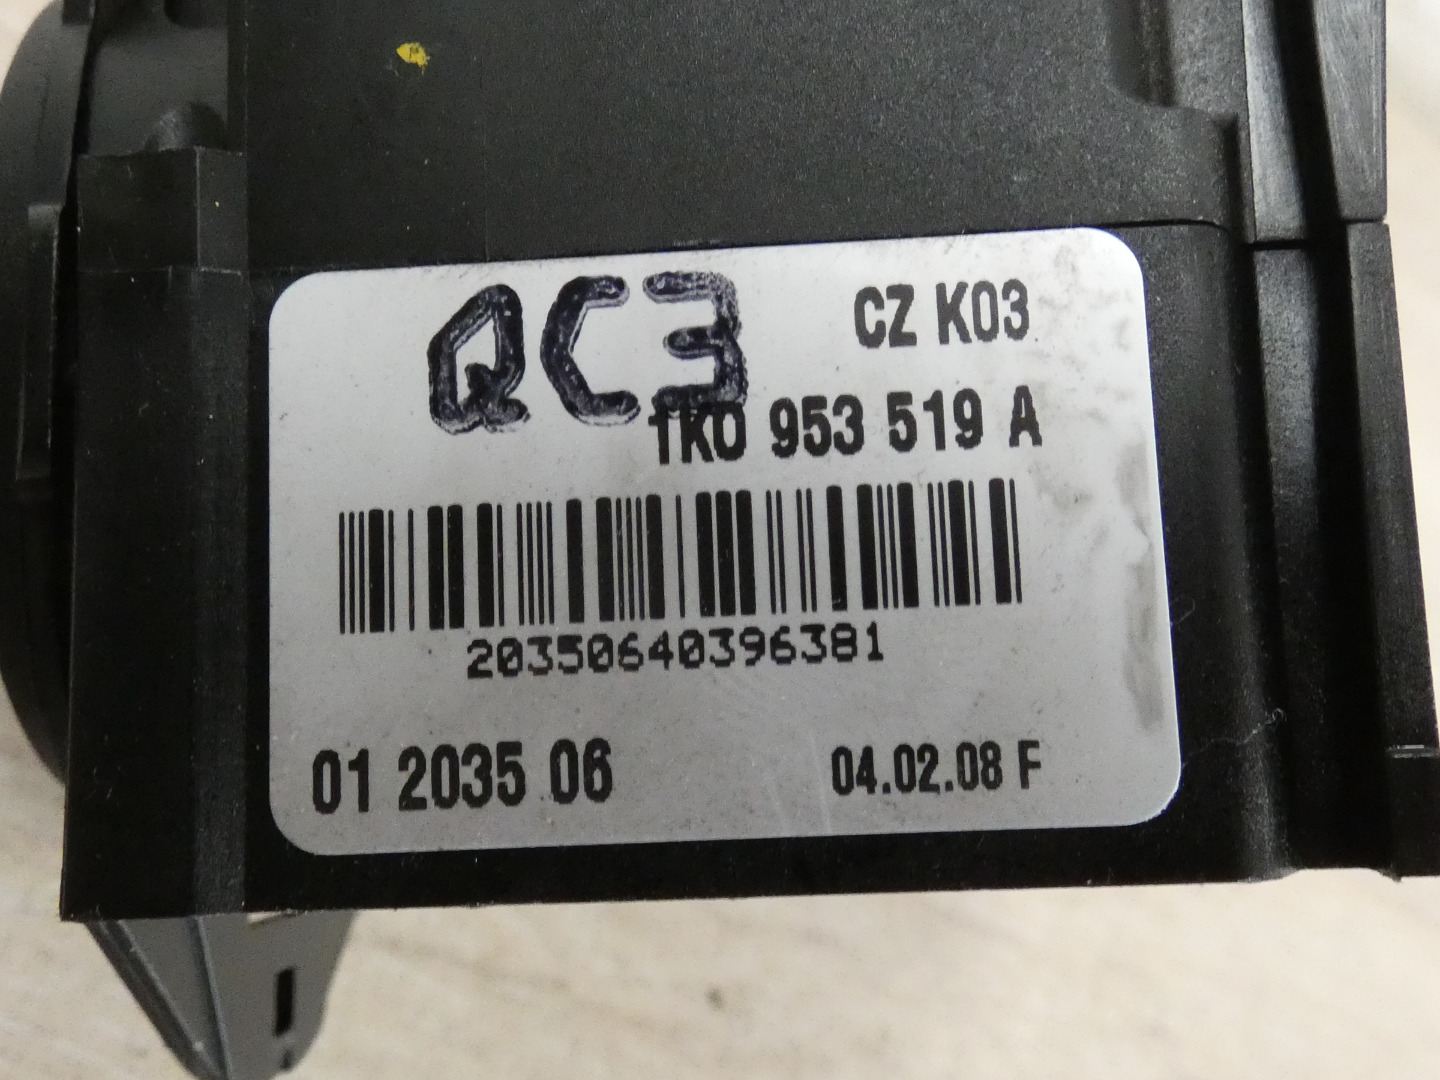 QC3
CZ K03
1K0 953 519 A
20350640396381
01 2035 06
04.02.08 F